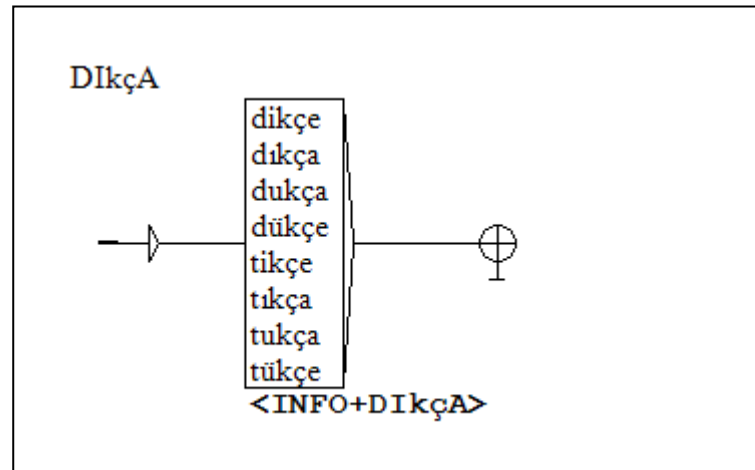 DIkçA
dikçe
dıkça
dukça
dükçe
tikçe
tıkça
tukça
tükçe
<INFO+DIkçA>